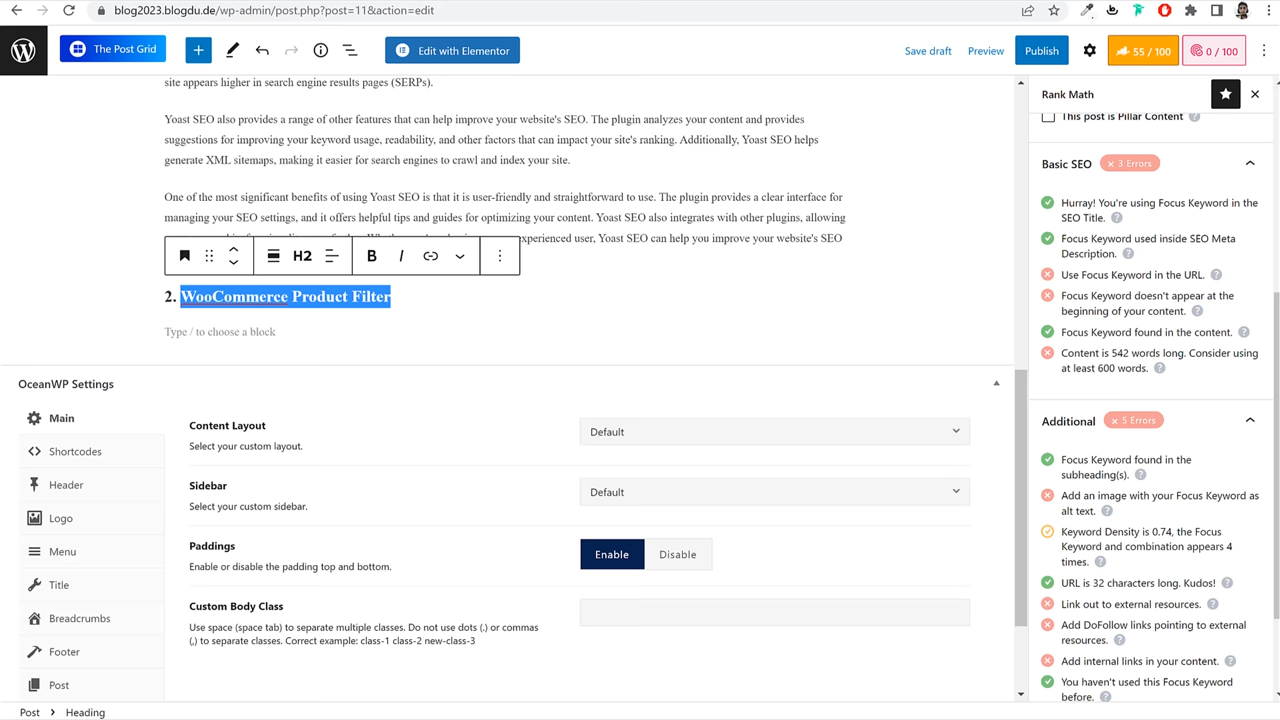 blog2023.blogdu.de/wp-admin/post.php?post=11&action=edit
The Post Grid
Edit with Elementor
Save draft
Preview
Publish
55 / 100
0 / 100
site appears higher in search engine results pages (SERPs).
Yoast SEO also provides a range of other features that can help improve your website's SEO. The plugin analyzes your content and provides
suggestions for improving your keyword usage, readability, and other factors that can impact your site's ranking. Additionally, Yoast SEO helps
generate XML sitemaps, making it easier for search engines to crawl and index your site.
One of the most significant benefits of using Yoast SEO is that it is user-friendly and straightforward to use. The plugin provides a clear interface for
managing your SEO settings, and it offers helpful tips and guides for optimizing your content. Yoast SEO also integrates with other plugins, allowing
experienced user, Yoast SEO can help you improve your website's SEO
H2
B
I
2. WooCommerce Product Filter
Type / to choose a block
OceanWP Settings
Main
Shortcodes
Header
Logo
Menu
Title
Breadcrumbs
Footer
Post
Content Layout
Select your custom layout.
Default
Sidebar
Select your custom sidebar.
Default
Paddings
Enable or disable the padding top and bottom.
Enable
Disable
Custom Body Class
Use space (space tab) to separate multiple classes. Do not use dots (.) or commas
(,) to separate classes. Correct example: class-1 class-2 new-class-3
Rank Math
This post is Pillar Content
Basic SEO
× 3 Errors
Hurray! You're using Focus Keyword in the
SEO Title.
Focus Keyword used inside SEO Meta
Description.
Use Focus Keyword in the URL.
Focus Keyword doesn't appear at the
beginning of your content.
Focus Keyword found in the content.
Content is 542 words long. Consider using
at least 600 words.
Additional
× 5 Errors
Focus Keyword found in the
subheading(s).
Add an image with your Focus Keyword as
alt text.
Keyword Density is 0.74, the Focus
Keyword and combination appears 4
times.
URL is 32 characters long. Kudos!
Link out to external resources.
Add DoFollow links pointing to external
resources.
Add internal links in your content.
You haven't used this Focus Keyword
before.
Post
Heading